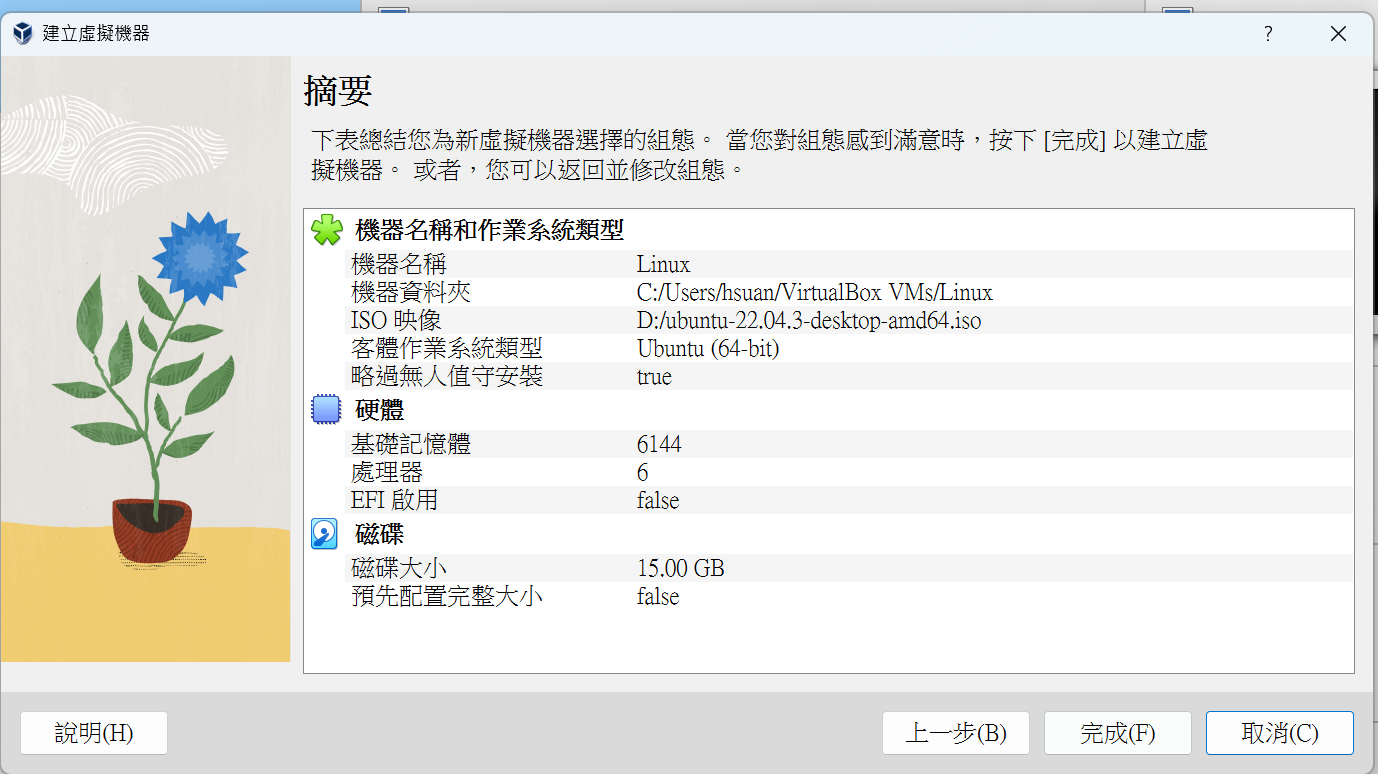 建立虛擬機器
?
摘要
下表總結您為新虛擬機器選擇的組態。 當您對組態感到滿意時，按下 [完成] 以建立虛
擬機器。 或者，您可以返回並修改組態。
機器名稱和作業系統類型
機器名稱 Linux
機器資料夾 C:/Users/hsuan/VirtualBox VMs/Linux
ISO 映像 D:/ubuntu-22.04.3-desktop-amd64.iso
客體作業系統類型 Ubuntu (64-bit)
略過無人值守安裝 true
硬體
基礎記憶體 6144
處理器 6
EFI 啟用 false
磁碟
磁碟大小 15.00 GB
預先配置完整大小 false
說明(H) 上一步(B) 完成(F) 取消(C)